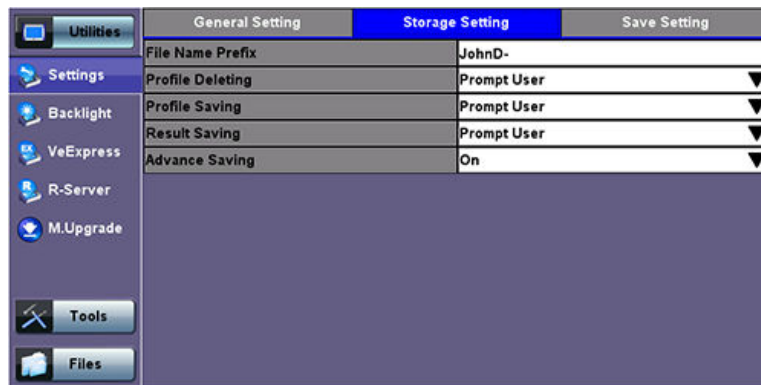 Utilities
Settings
Backlight
VeExpress
R-Server
M.Upgrade
Tools
Files
General Setting
Storage Setting
Save Setting
File Name Prefix JohnD-
Profile Deleting Prompt User
Profile Saving Prompt User
Result Saving Prompt User
Advance Saving On